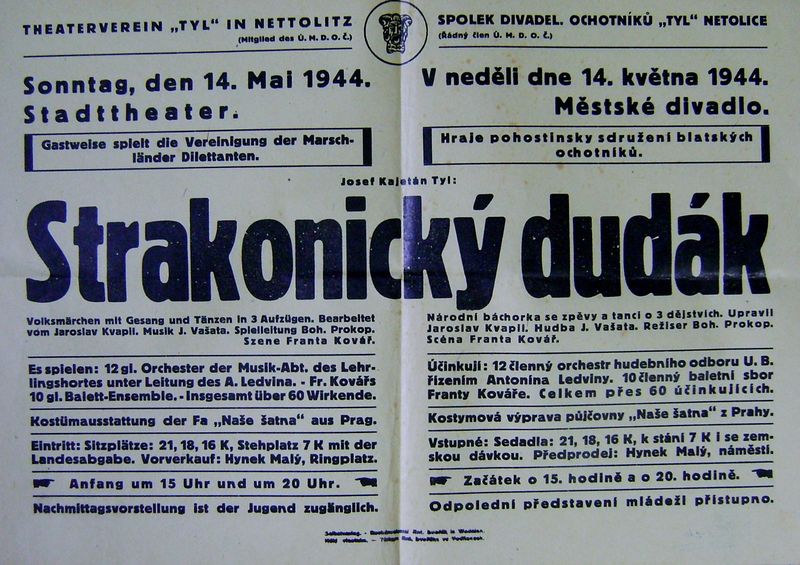 THEATERVEREIN „TYL" IN NETTOLITZ
(Mitglied des Ú. M. D. O. Č.)
Sonntag, den 14. Mai 1944.
Stadttheater.
Gastweise spielt die Vereinigung der Marsch-
länder Dilettanten.
SPOLEK DIVADEL. OCHOTNÍKŮ „TYL" NETOLICE
(Řádný člen Ú. M. D. O. Č.)
V neděli dne 14. května 1944.
Městské divadlo.
Hraje pohostinsky sdružení blatských
ochotníků.
Josef Kajetán Tyl:
Strakonický dudák
Volksmärchen mit Gesang und Tänzen in 3 Aufzügen. Bearbeitet
vom Jaroslav Kvapil. Musik J. Vašata. Spielleitung Boh. Prokop.
Szene Franta Kovář.
Es spielen: 12 gl. Orchester der Musik-Abt. des Lehr-
lingshortes unter Leitung des A. Ledvina. - Fr. Kovářs
10 gl. Balett-Ensemble. - Insgesamt über 60 Wirkende.
Kostümausstattung der Fa „Naše šatna" aus Prag.
Eintritt: Sitzplätze: 21, 18, 16 K, Stehplatz 7 K mit der
Landesabgabe. Vorverkauf: Hynek Malý, Ringplatz.
Anfang um 15 Uhr und um 20 Uhr.
Nachmittagsvorstellung ist der Jugend zugänglich.
Národní báchorka se zpěvy a tanci o 3 dějstvích. Upravil
Jaroslav Kvapil. Hudba J. Vašata. Režiser Boh. Prokop.
Scéna Franta Kovář.
Účinkují: 12 členný orchestr hudebního odboru U. B.
řízením Antonína Ledviny. 10 členný baletní sbor
Franty Kováře. Celkem přes 60 účinkujících.
Kostymová výprava půjčovny „Naše šatna" z Prahy.
Vstupné: Sedadla: 21, 18, 16 K, k stání 7 K i se zem-
skou dávkou. Předprodej: Hynek Malý, náměstí.
Začátek o 15. hodině a o 20. hodině.
Odpolední představení mládeži přístupno.